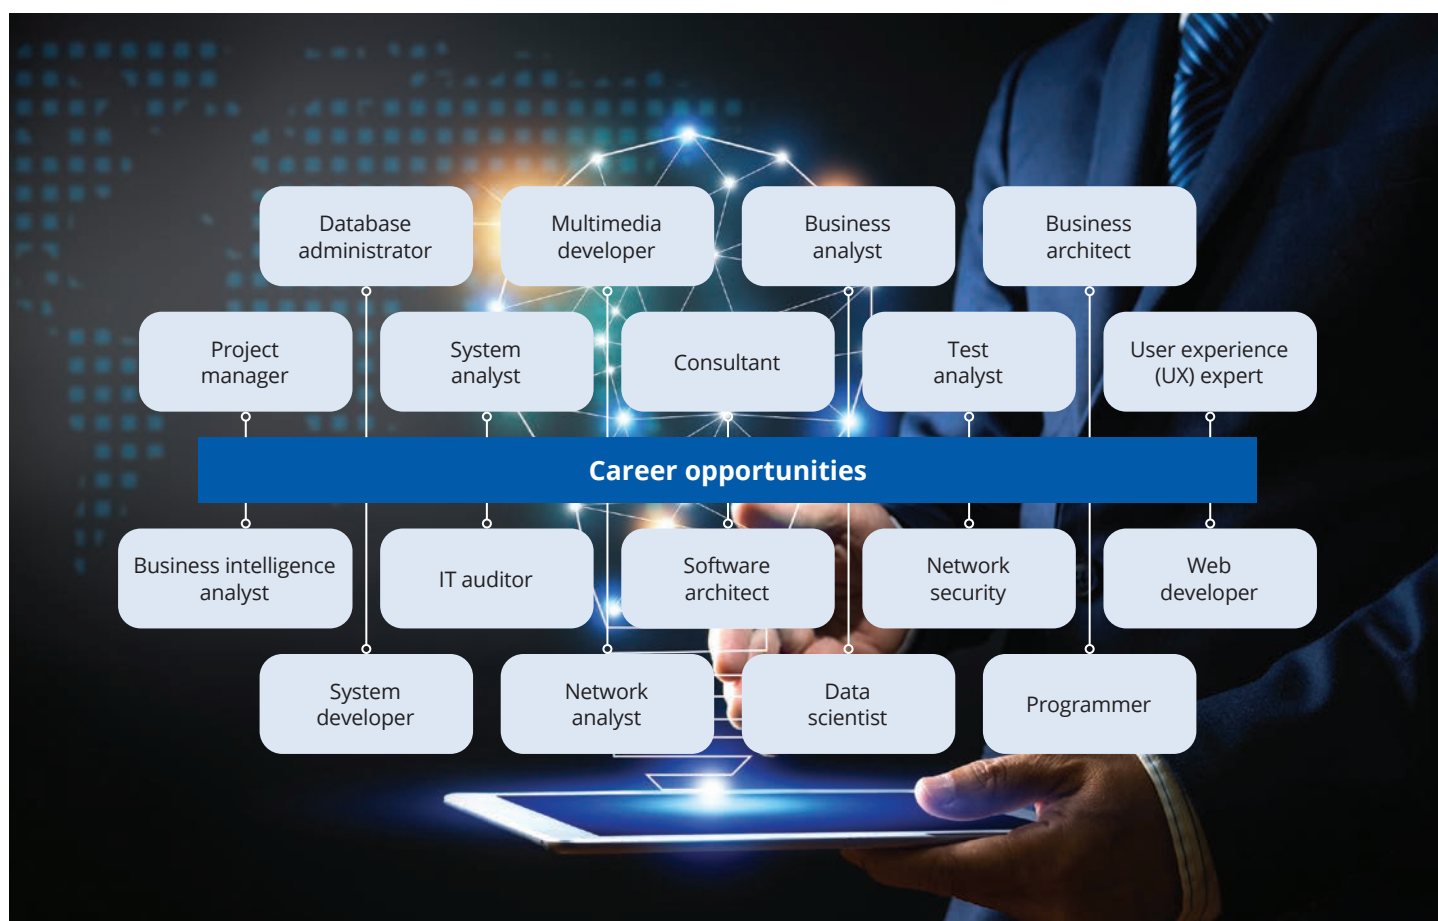 Database
administrator
Multimedia
developer
Business
analyst
Business
architect
Project
manager
System
analyst
Consultant
Test
analyst
User experience
(UX) expert
Career opportunities
Business intelligence
analyst
IT auditor
Software
architect
Network
security
Web
developer
System
developer
Network
analyst
Data
scientist
Programmer